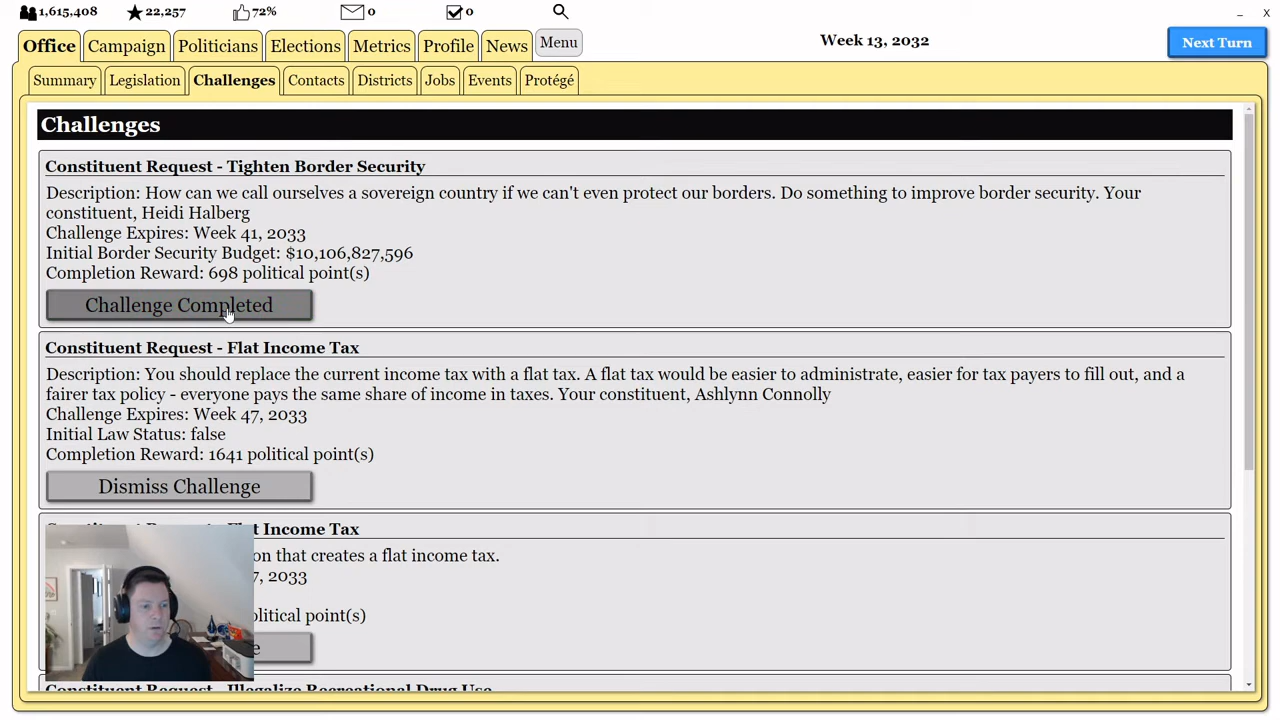 1,615,408 22,257 72% 0 0
_ X
Office Campaign Politicians Elections Metrics Profile News Menu
Week 13, 2032
Next Turn
Summary Legislation Challenges Contacts Districts Jobs Events Protégé
Challenges
Constituent Request - Tighten Border Security
Description: How can we call ourselves a sovereign country if we can't even protect our borders. Do something to improve border security. Your
constituent, Heidi Halberg
Challenge Expires: Week 41, 2033
Initial Border Security Budget: $10,106,827,596
Completion Reward: 698 political point(s)
Challenge Completed
Constituent Request - Flat Income Tax
Description: You should replace the current income tax with a flat tax. A flat tax would be easier to administrate, easier for tax payers to fill out, and a
fairer tax policy - everyone pays the same share of income in taxes. Your constituent, Ashlynn Connolly
Challenge Expires: Week 47, 2033
Initial Law Status: false
Completion Reward: 1641 political point(s)
Dismiss Challenge
Constituent Request - Flat Income Tax
on that creates a flat income tax.
7, 2033
olitical point(s)
e
Constituent Request - Illegalize Recreational Drug Use